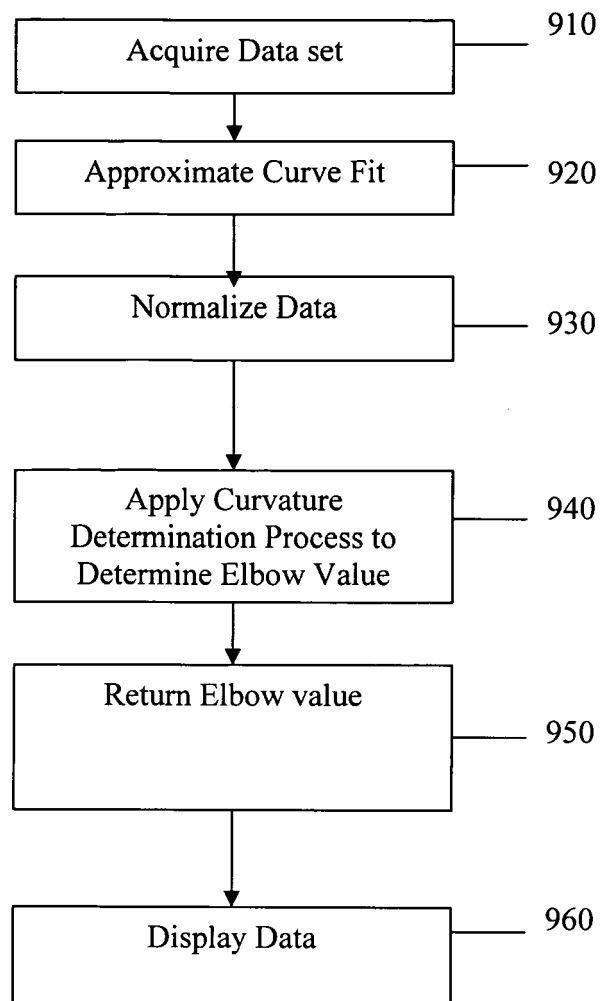 Acquire Data set
910
Approximate Curve Fit
920
Normalize Data
930
Apply Curvature
Determination Process to
Determine Elbow Value
940
Return Elbow value
950
Display Data
960